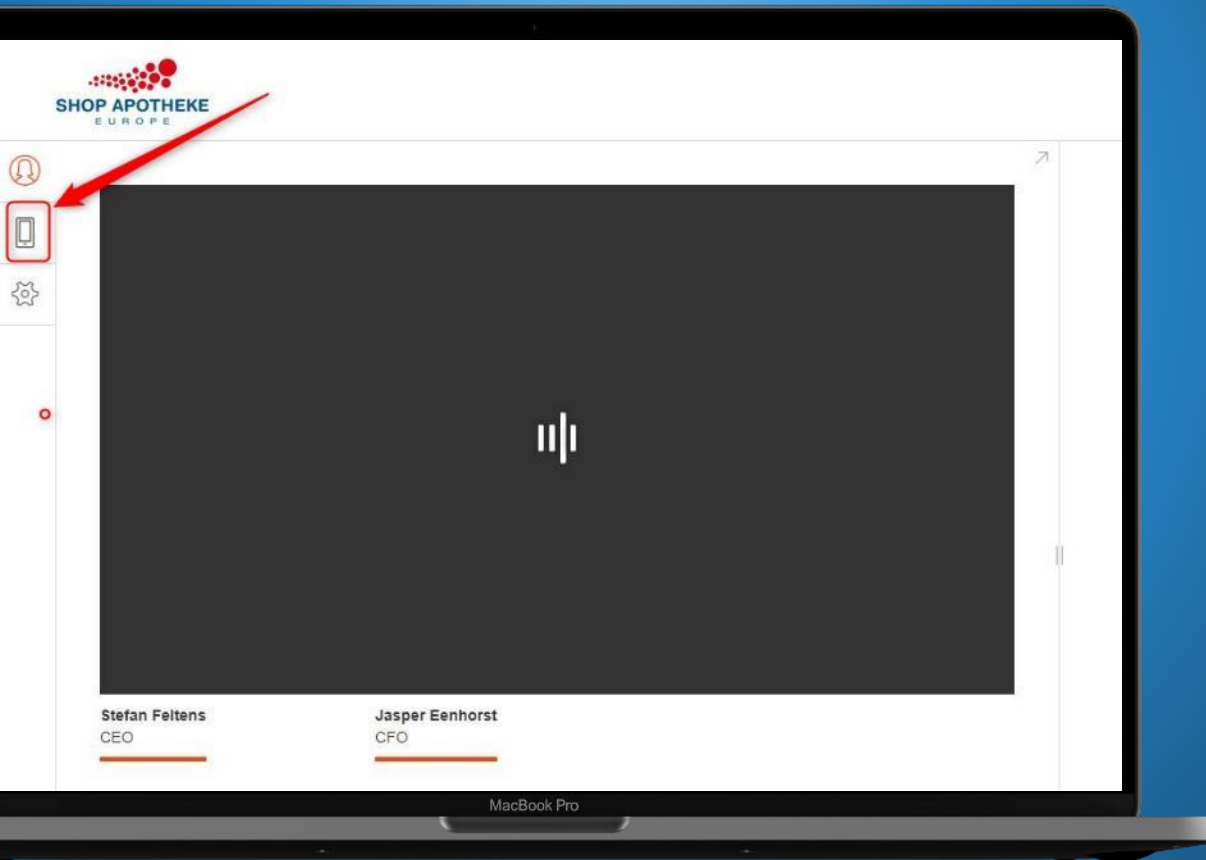 SHOP APOTHEKE
EUROPE
Stefan Feltens
CEO
Jasper Eenhorst
CFO
MacBook Pro